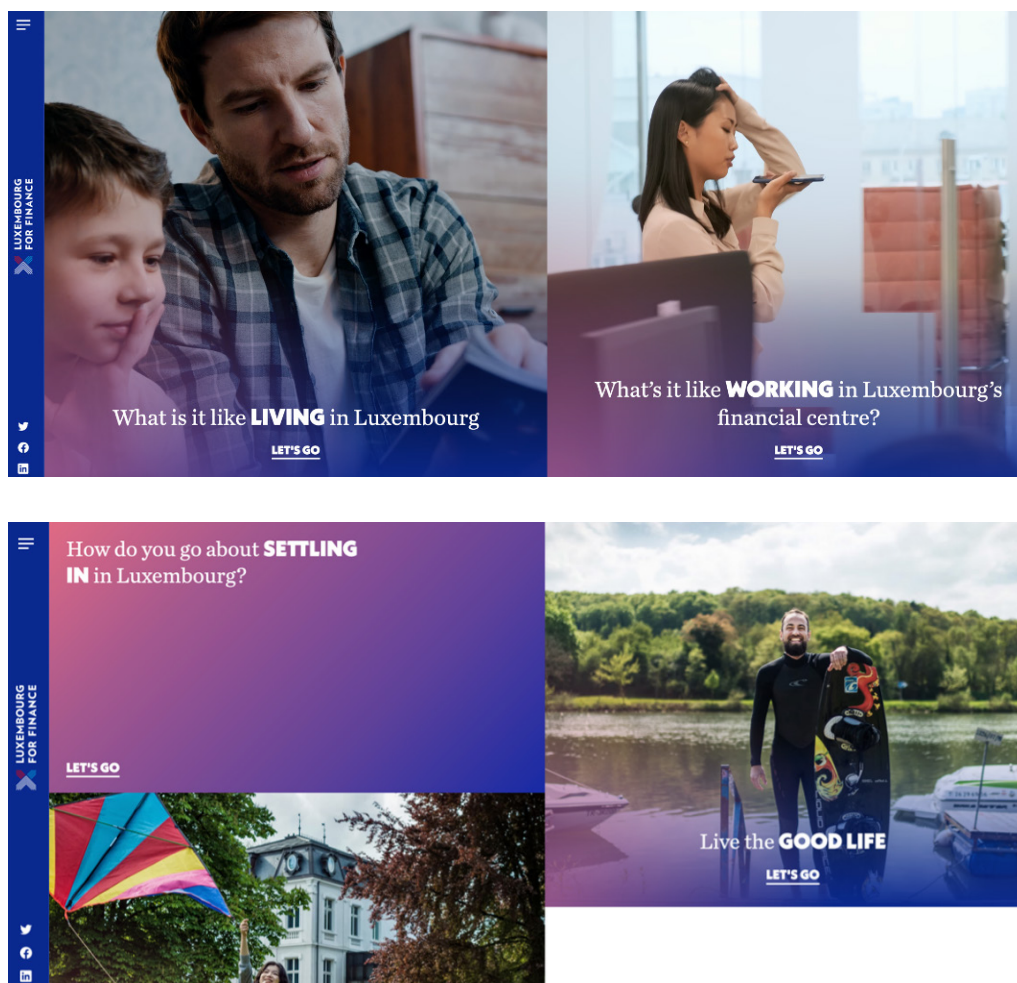 LUXEMBOURG
FOR FINANCE
What is it like LIVING in Luxembourg
LET'S GO
What's it like WORKING in Luxembourg's
financial centre?
LET'S GO
LUXEMBOURG
FOR FINANCE
How do you go about SETTLING
IN in Luxembourg?
LET'S GO
Live the GOOD LIFE
LET'S GO